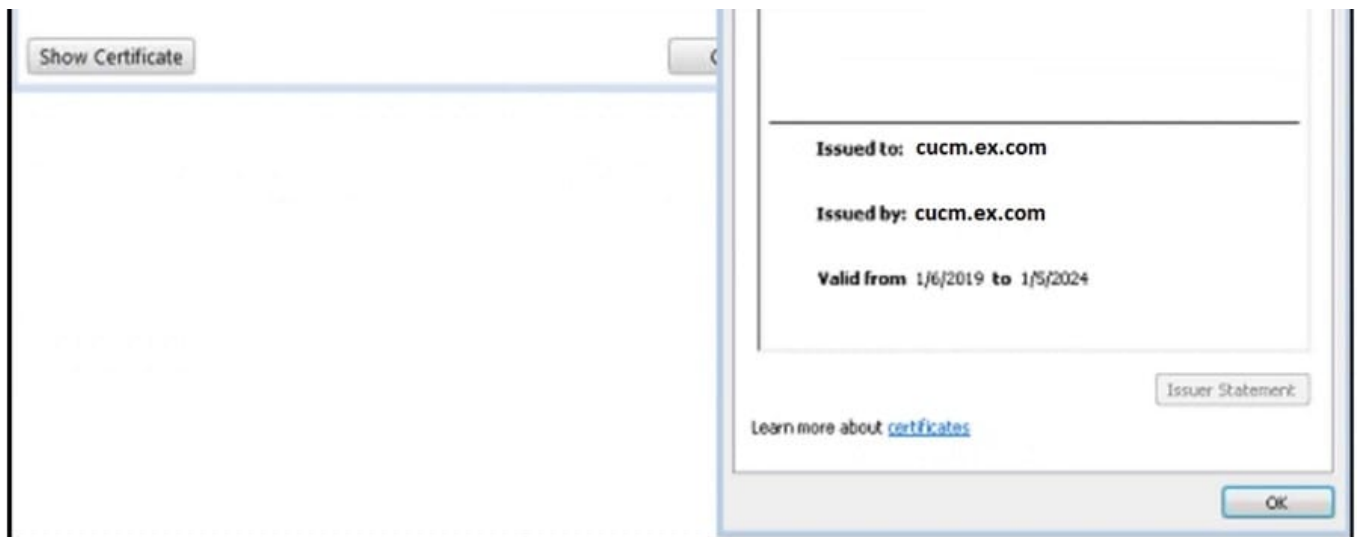 Show Certificate
Issued to: cucm.ex.com
Issued by: cucm.ex.com
Valid from 1/6/2019 to 1/5/2024
Issuer Statement
Learn more about certificates
OK